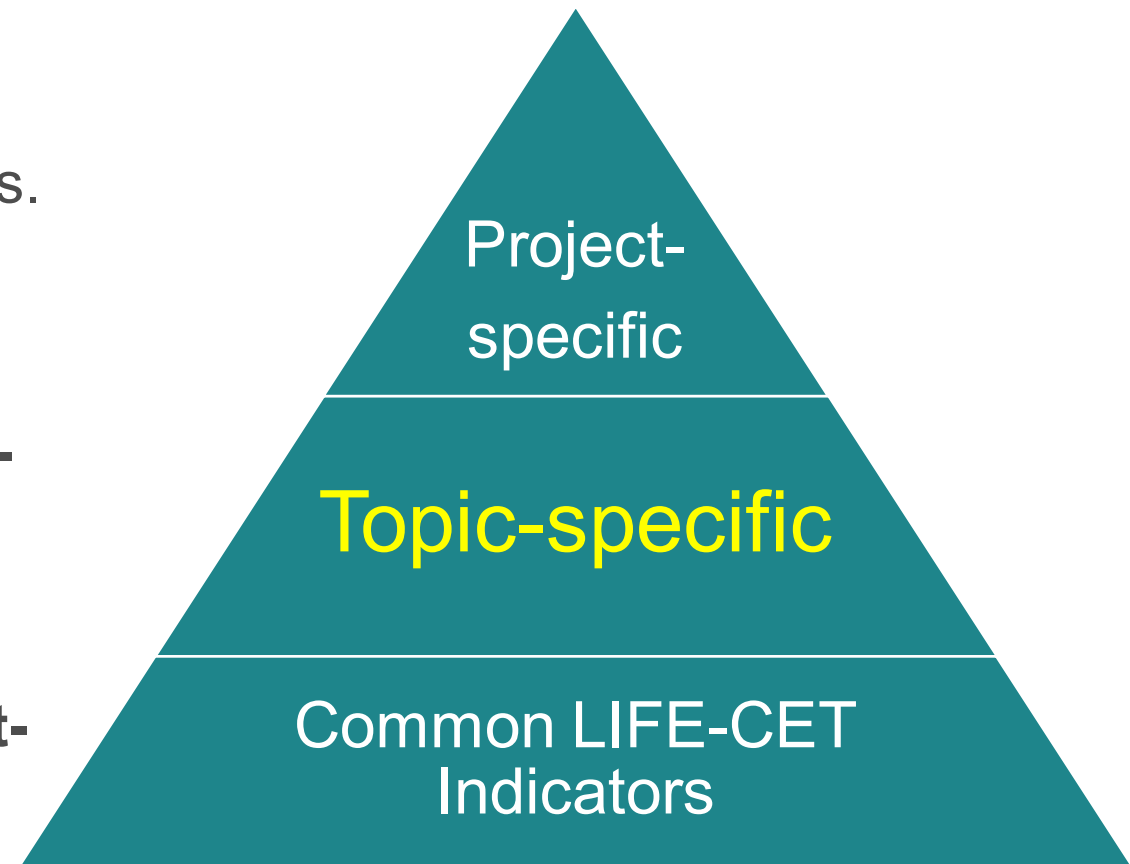 s.
Project-
specific
-
Topic-specific
t-
Common LIFE-CET
Indicators